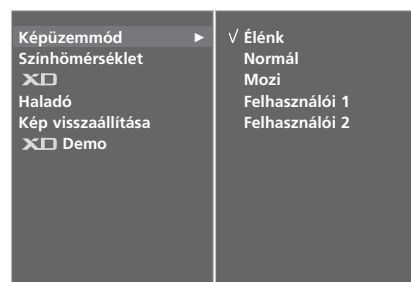 Képüzemmód ►
Színhőmérséklet
XD
Haladó
Kép visszaállítása
XD Demo
√ Élénk
Normál
Mozi
Felhasználói 1
Felhasználói 2